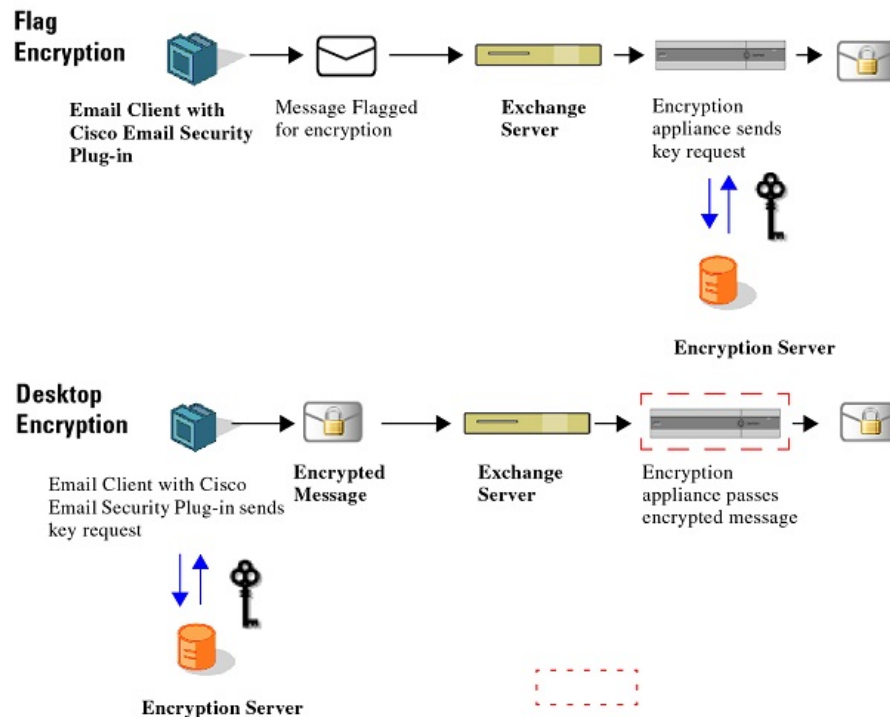 Flag
Encryption
Email Client with
Cisco Email Security
Plug-in
Message Flagged
for encryption
Exchange
Server
Encryption
appliance sends
key request
Encryption Server
Desktop
Encryption
Email Client with Cisco
Email Security Plug-in sends
key request
Encrypted
Message
Exchange
Server
Encryption
appliance passes
encrypted message
Encryption Server